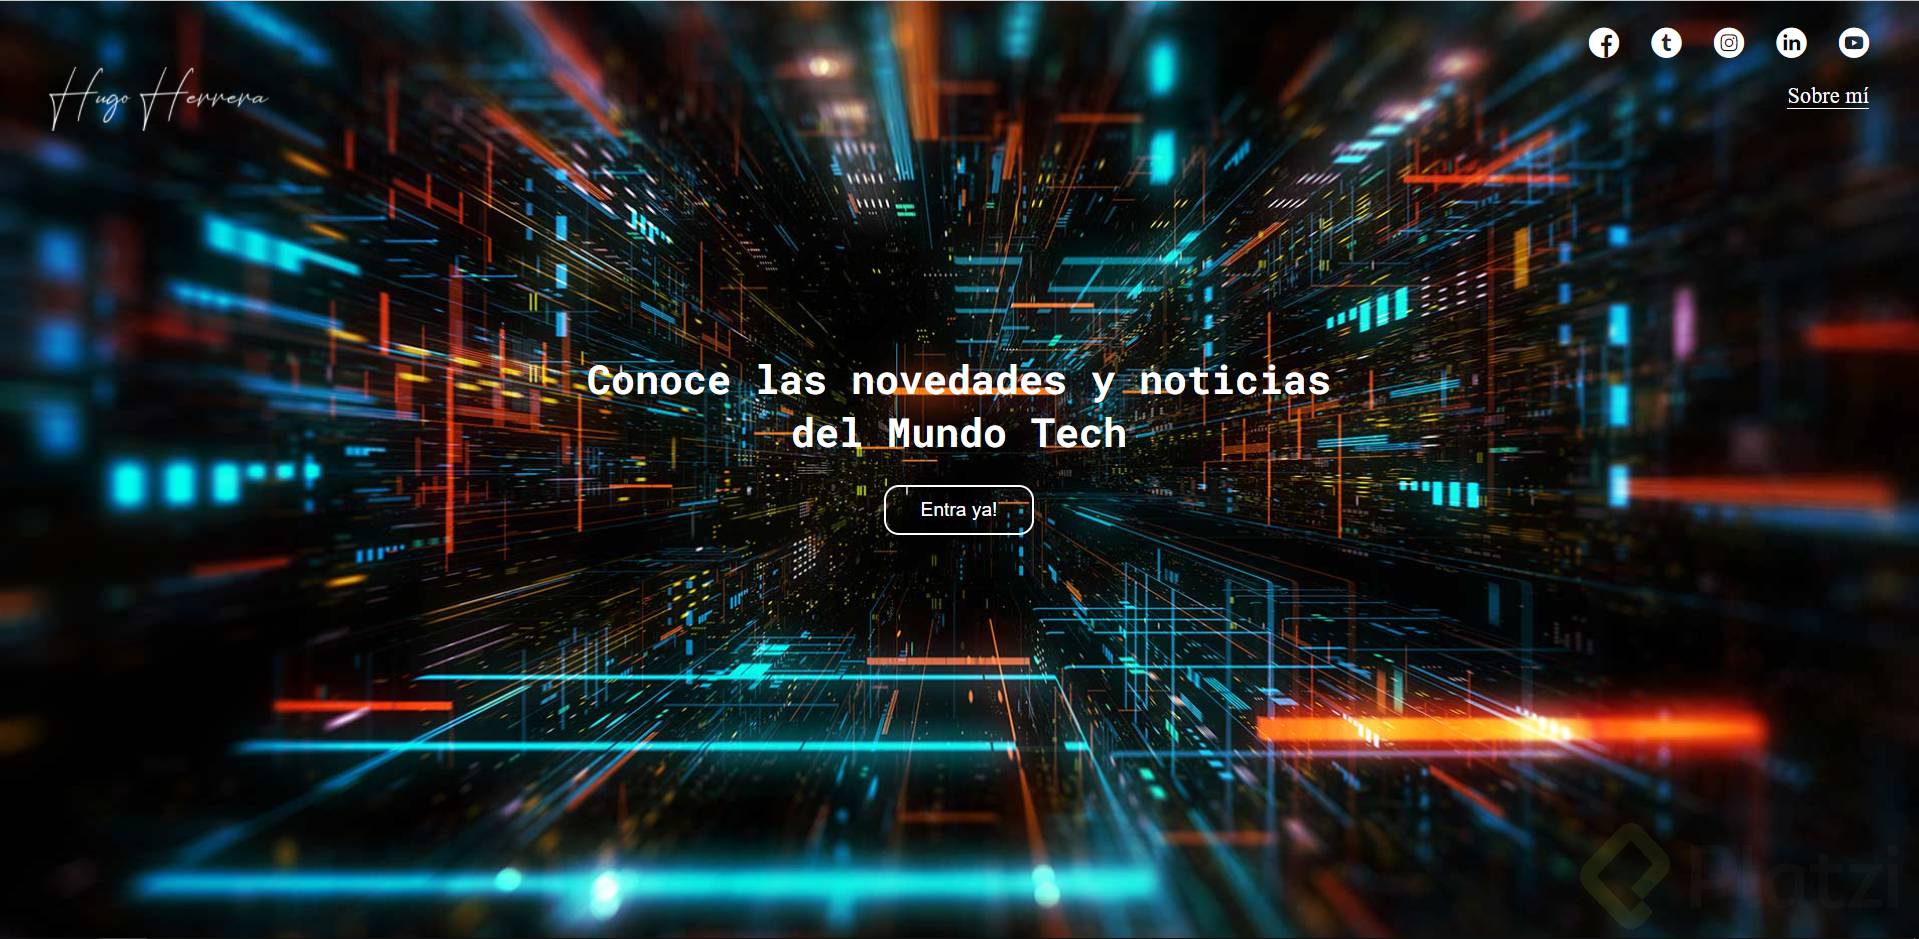 Hugo Herrera
Sobre mí
Conoce las novedades y noticias
del Mundo Tech
Entra ya!
Platzi